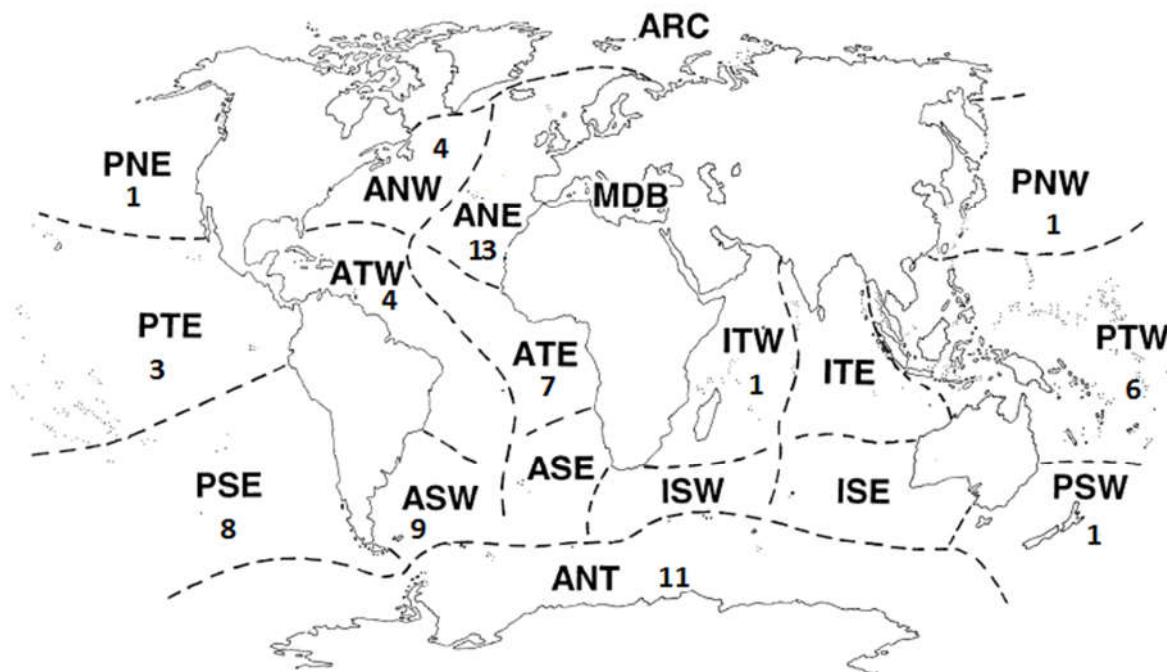 ARC
4
PNE
1
ANW
ANE
13
MDB
PNW
1
ATW
4
PTE
3
ATE
7
ITW
1
ITE
PTW
6
PSE
8
ASW
9
ASE
ISW
ISE
PSW
1
ANT 11